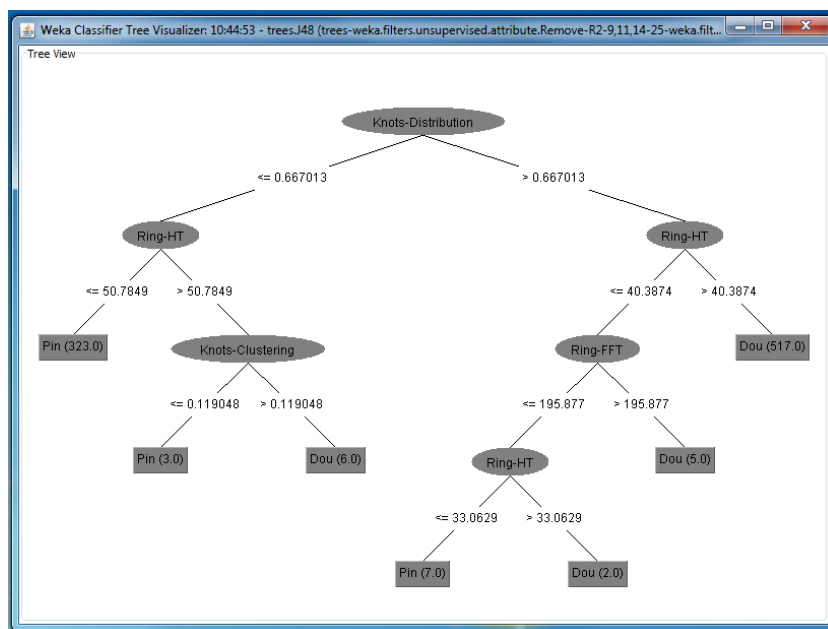 Weka Classifier Tree Visualizer: 10:44:53 - trees.J48 (trees-weka.filters.unsupervised.attribute.Remove-R2-9,11,14-25-weka.filt...
Tree View
Knots-Distribution
<= 0.667013 > 0.667013
Ring-HT Ring-HT
<= 50.7849 > 50.7849 <= 40.3874 > 40.3874
Pin (323.0) Knots-Clustering Ring-FFT Dou (517.0)
<= 0.119048 > 0.119048 <= 195.877 > 195.877
Pin (3.0) Dou (6.0) Ring-HT Dou (5.0)
<= 33.0629 > 33.0629
Pin (7.0) Dou (2.0)